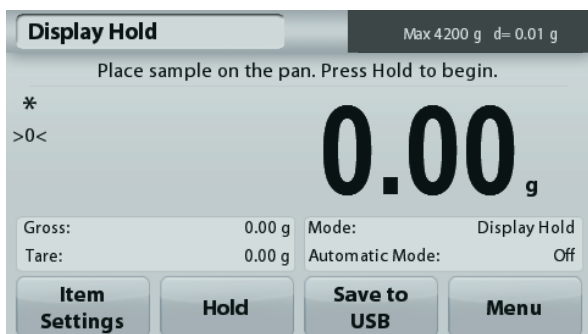 Display Hold
Max 4200 g d= 0.01 g
Place sample on the pan. Press Hold to begin.
*
>0<
0.00 g
Gross: 0.00 g
Tare: 0.00 g
Mode: Display Hold
Automatic Mode: Off
Item Settings
Hold
Save to USB
Menu